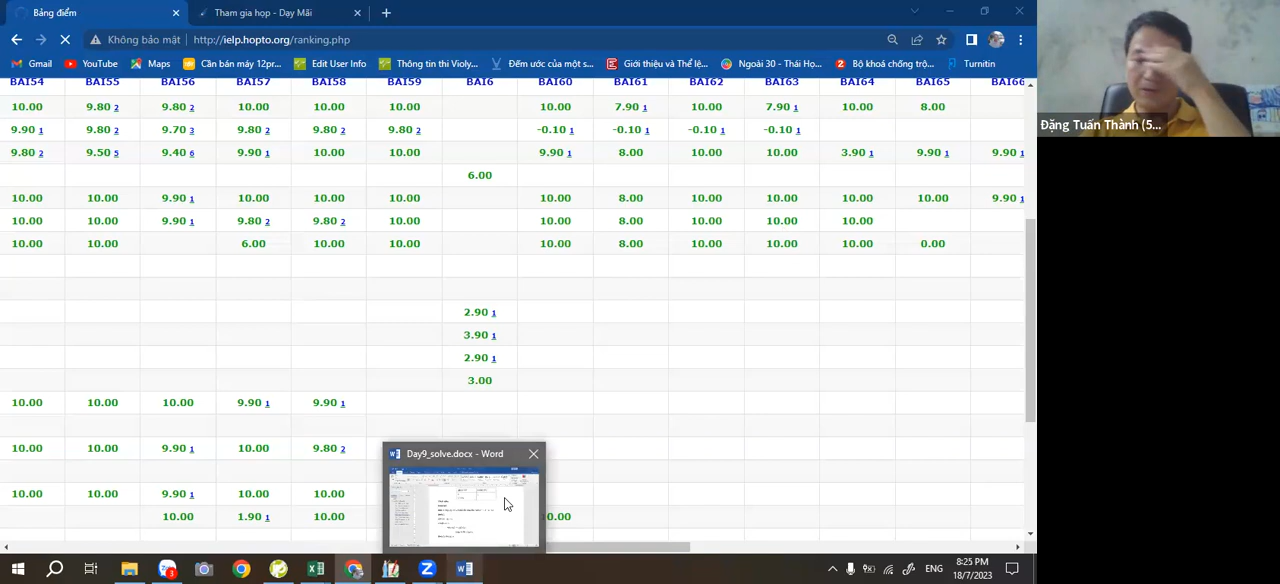 Bảng điểm
Tham gia họp - Dạy Mãi
Không bảo mật
http://ielp.hopto.org/ranking.php
Gmail YouTube Maps Cần bán máy 12pr... Edit User Info Thông tin thi Violy... Đếm ước của một s... Giới thiệu và Thể lệ... Ngoài 30 - Thái Họ... Bộ khoá chống trộ... Turnitin
BAI54 BAI55 BAI56 BAI57 BAI58 BAI59 BAI6 BAI60 BAI61 BAI62 BAI63 BAI64 BAI65 BAI66
10.00 9.80 2 9.80 2 10.00 10.00 10.00 10.00 7.90 1 10.00 7.90 1 10.00 8.00
9.90 1 9.80 2 9.70 3 9.80 2 9.80 2 9.80 2 -0.10 1 -0.10 1 -0.10 1 -0.10 1
9.80 2 9.50 5 9.40 6 9.90 1 10.00 10.00 9.90 1 8.00 10.00 10.00 3.90 1 9.90 1 9.90 1
6.00
10.00 10.00 9.90 1 10.00 10.00 10.00 10.00 8.00 10.00 10.00 10.00 10.00 9.90 1
10.00 10.00 9.90 1 9.80 2 9.80 2 10.00 10.00 8.00 10.00 10.00 10.00
10.00 10.00 6.00 10.00 10.00 10.00 8.00 10.00 10.00 10.00 0.00
2.90 1
3.90 1
2.90 1
3.00
10.00 10.00 10.00 9.90 1 9.90 1
10.00 10.00 9.90 1 10.00 9.80 2
Day9_solve.docx - Word
10.00 10.00 9.90 1 10.00 10.00
10.00 1.90 1 10.00
Đặng Tuấn Thành (5...
3
ENG
8:25 PM
18/7/2023